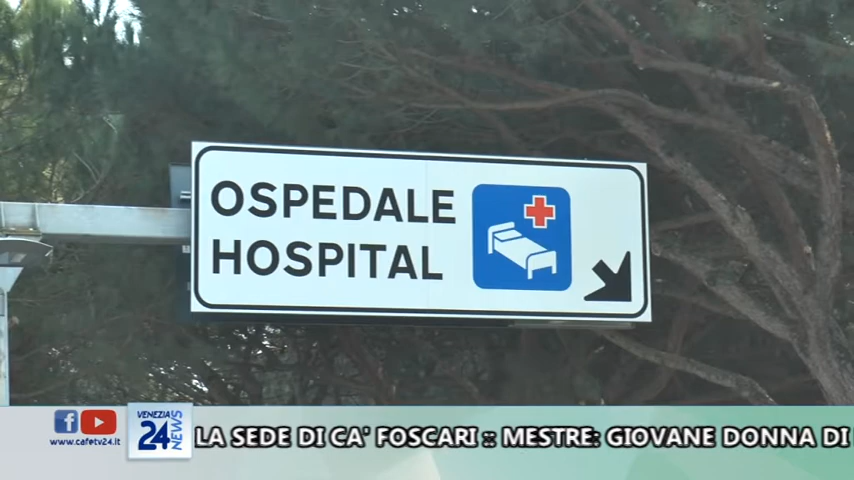 OSPEDALE
HOSPITAL
www.cafetv24.it
VENEZIA
24
NEWS
LA SEDE DI CA' FOSCARI :: MESTRE: GIOVANE DONNA DI